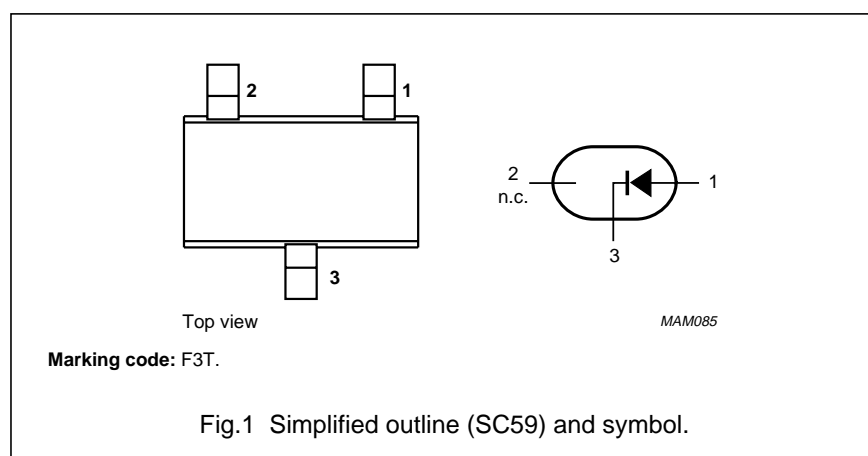 2
1
3
2
n.c.
1
3
Top view
MAM085
Marking code: F3T.
Fig.1 Simplified outline (SC59) and symbol.